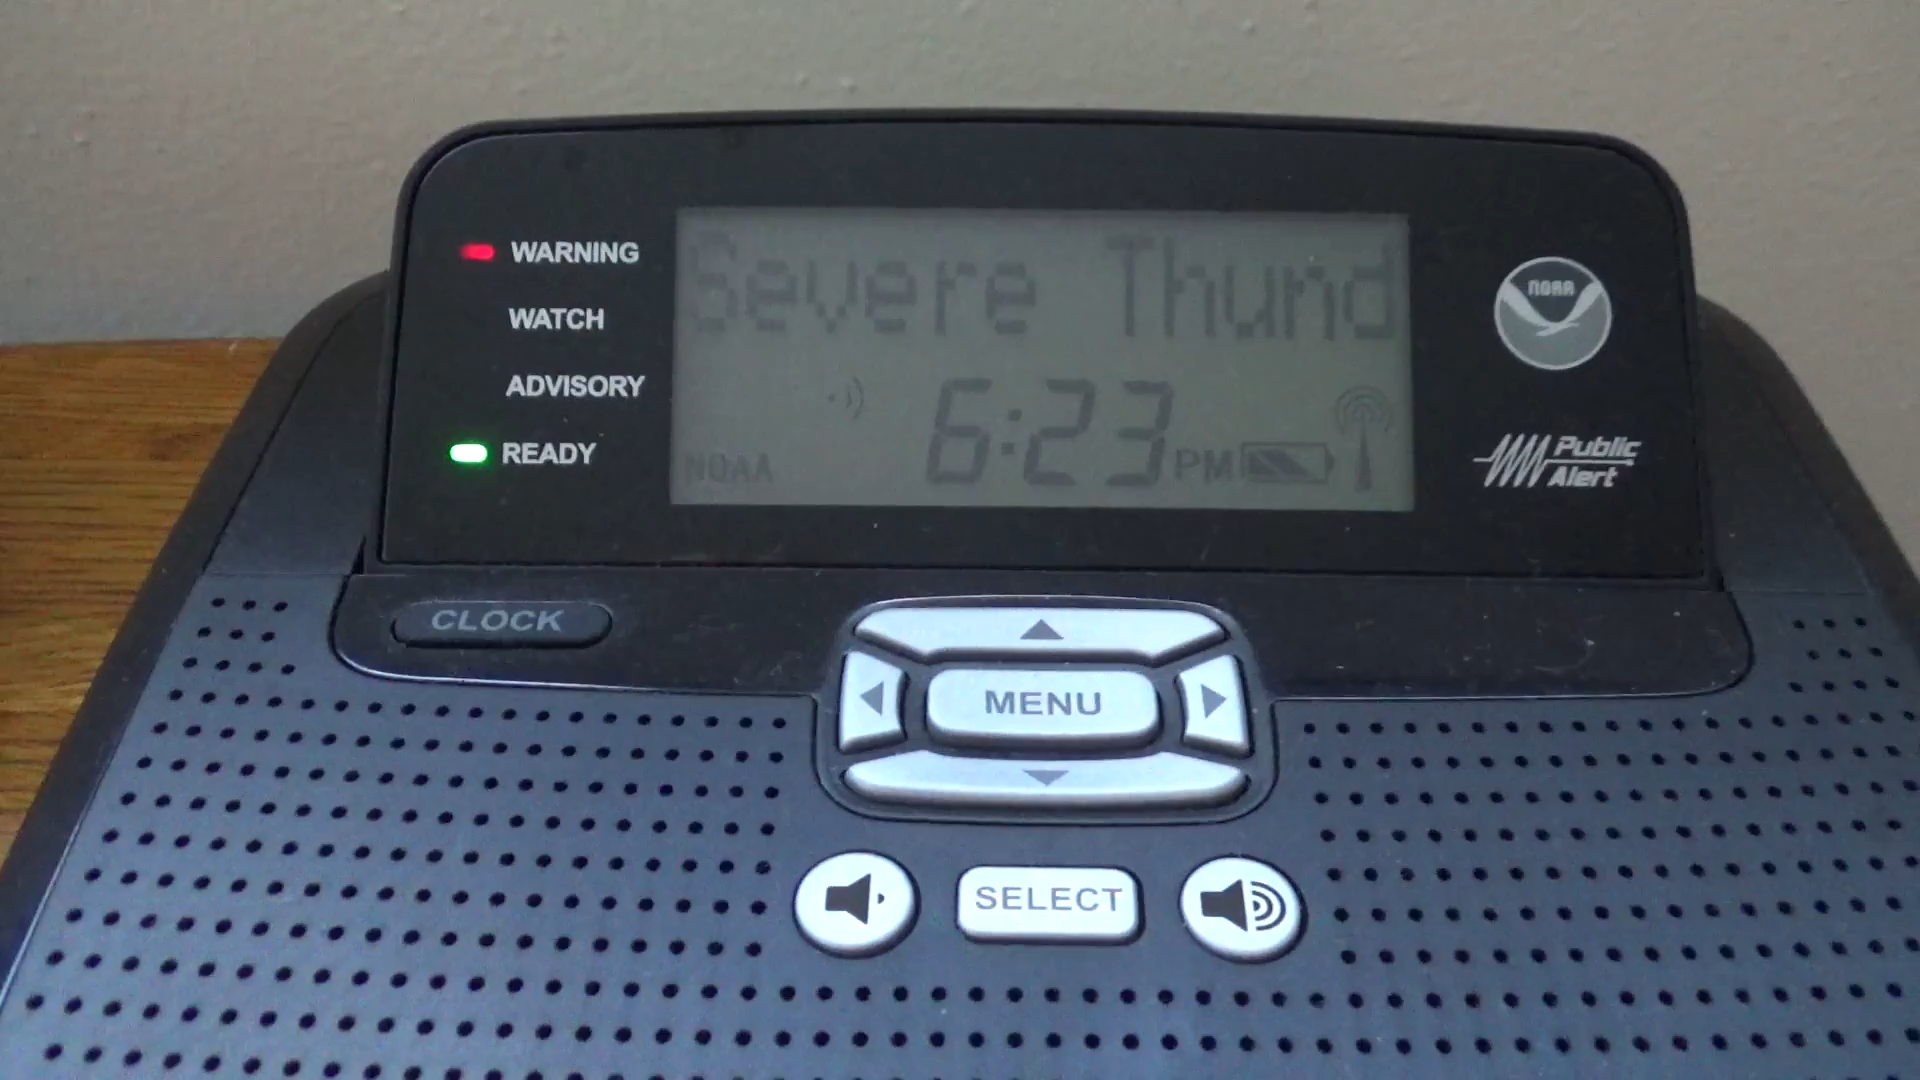 WARNING
WATCH
ADVISORY
READY
Severe Thund
6:23 PM
NOAA
NOAA
Public
Alert
CLOCK
MENU
SELECT